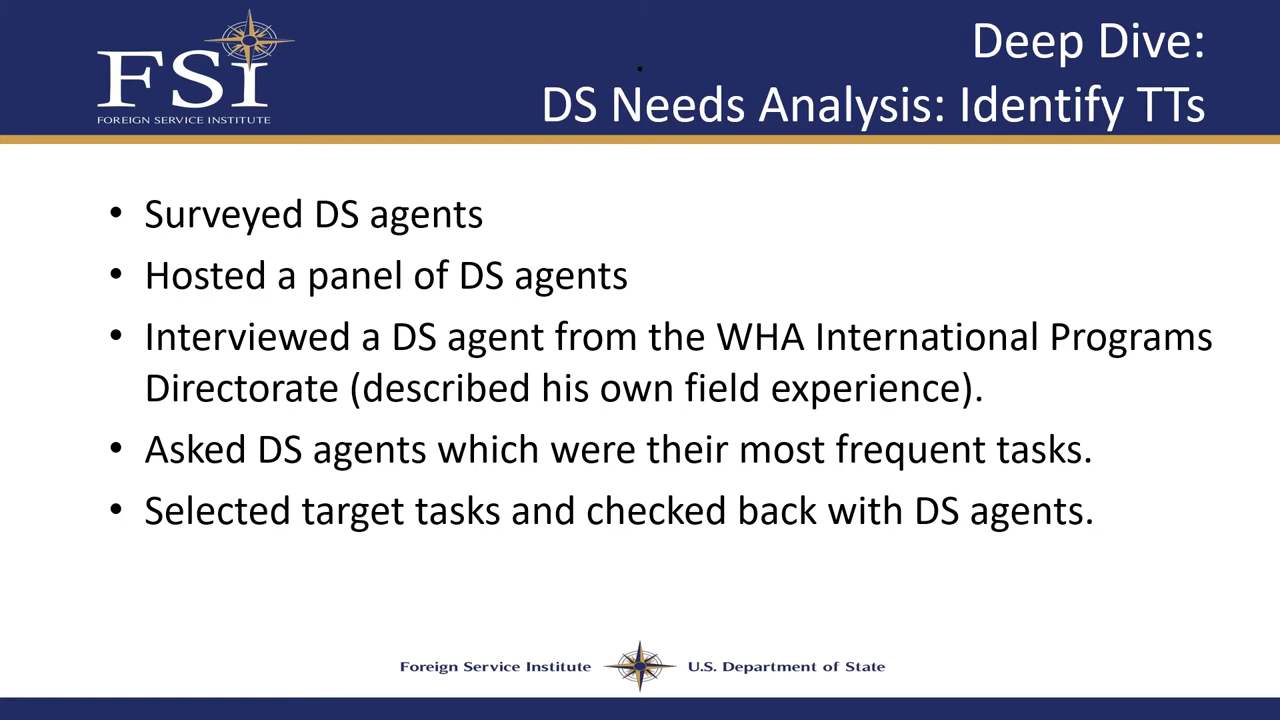 FSI
FOREIGN SERVICE INSTITUTE
Deep Dive:
DS Needs Analysis: Identify TTs
• Surveyed DS agents
• Hosted a panel of DS agents
• Interviewed a DS agent from the WHA International Programs
Directorate (described his own field experience).
• Asked DS agents which were their most frequent tasks.
• Selected target tasks and checked back with DS agents.
Foreign Service Institute U.S. Department of State